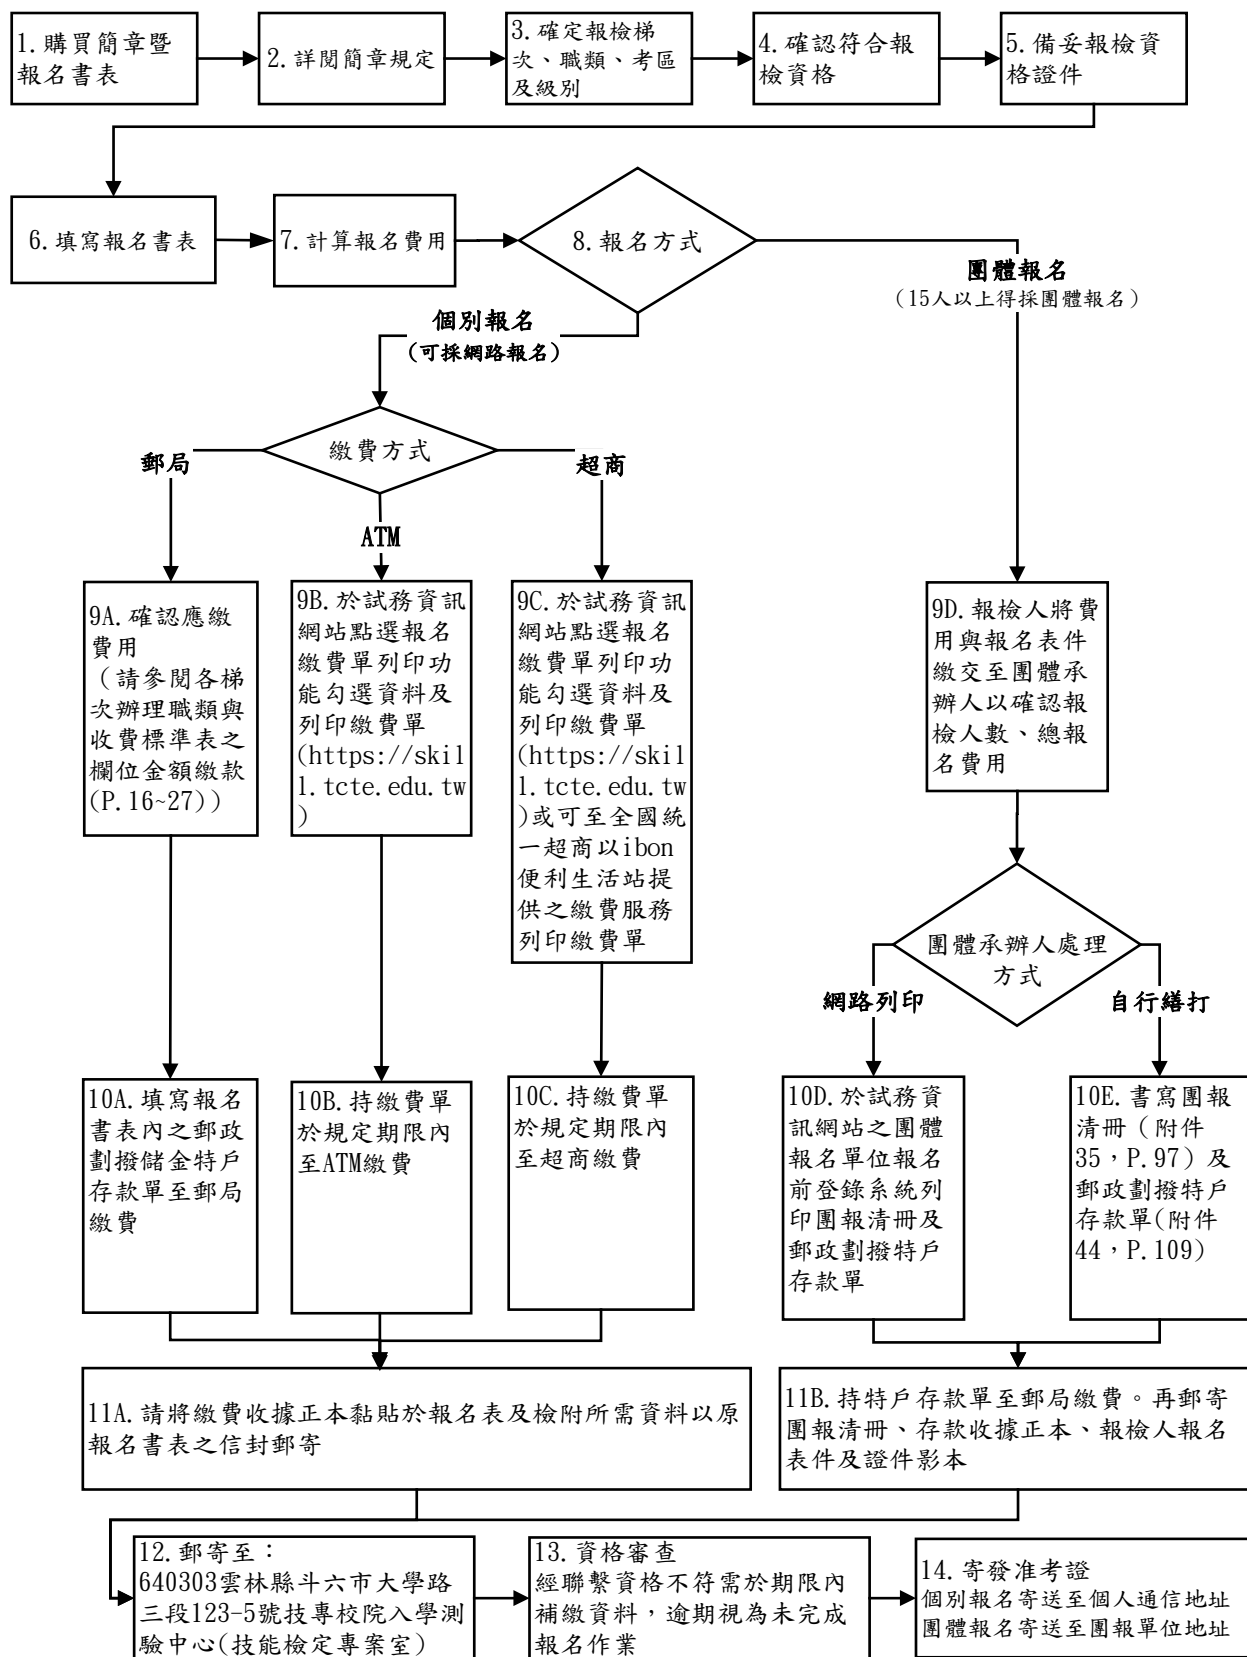 1.購買簡章暨
報名書表
2.詳閱簡章規定
3.確定報檢梯
次、職類、考區
及級別
4.確認符合報
檢資格
5.備妥報檢資
格證件
6.填寫報名書表
7.計算報名費用
8.報名方式
團體報名
（15人以上得採團體報名）
個別報名
（可採網路報名）
繳費方式
郵局
ATM
超商
9A.確認應繳
費用
（請參閱各梯
次辦理職類與
收費標準表之
欄位金額繳款
(P.16~27))
9B.於試務資訊
網站點選報名
繳費單列印功
能勾選資料及
列印繳費單
(https://skil
l.tcte.edu.tw
)
9C.於試務資訊
網站點選報名
繳費單列印功
能勾選資料及
列印繳費單
(https://skil
l.tcte.edu.tw
)或可至全國統
一超商以ibon
便利生活站提
供之繳費服務
列印繳費單
9D.報檢人將費
用與報名表件
繳交至團體承
辦人以確認報
檢人數、總報
名費用
團體承辦人處理
方式
網路列印
自行繕打
10A.填寫報名
書表內之郵政
劃撥儲金特戶
存款單至郵局
繳費
10B.持繳費單
於規定期限內
至ATM繳費
10C.持繳費單
於規定期限內
至超商繳費
10D.於試務資
訊網站之團體
報名單位報名
前登錄系統列
印團報清冊及
郵政劃撥特戶
存款單
10E.書寫團報
清冊（附件
35，P.97）及
郵政劃撥特戶
存款單(附件
44，P.109)
11A.請將繳費收據正本黏貼於報名表及檢附所需資料以原
報名書表之信封郵寄
11B.持特戶存款單至郵局繳費。再郵寄
團報清冊、存款收據正本、報檢人報名
表件及證件影本
12.郵寄至：
640303雲林縣斗六市大學路
三段123-5號技專校院入學測
驗中心(技能檢定專案室)
13.資格審查
經聯繫資格不符需於期限內
補繳資料，逾期視為未完成
報名作業
14.寄發准考證
個別報名寄送至個人通信地址
團體報名寄送至團報單位地址